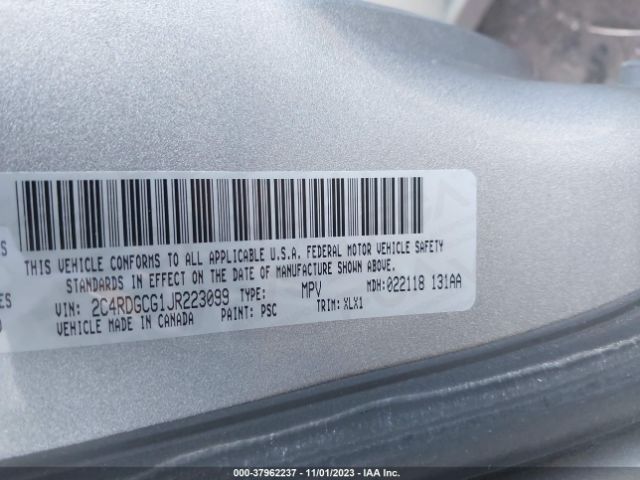 THIS VEHICLE CONFORMS TO ALL APPLICABLE U.S.A. FEDERAL MOTOR VEHICLE SAFETY
STANDARDS IN EFFECT ON THE DATE OF MANUFACTURE SHOWN ABOVE.
VIN: 2C4RDGCG1JR223099 TYPE: MPV MDH:022118 131AA
VEHICLE MADE IN CANADA PAINT: PSC TRIM: XLX1
000-37962237 - 11/01/2023 - IAA Inc.